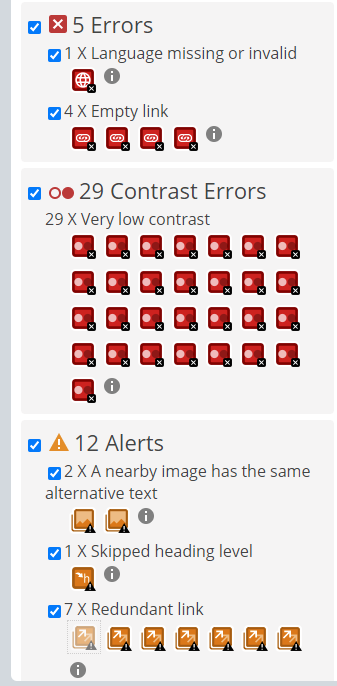 5 Errors
1 X Language missing or invalid
4 X Empty link
29 Contrast Errors
29 X Very low contrast
12 Alerts
2 X A nearby image has the same
alternative text
1 X Skipped heading level
7 X Redundant link